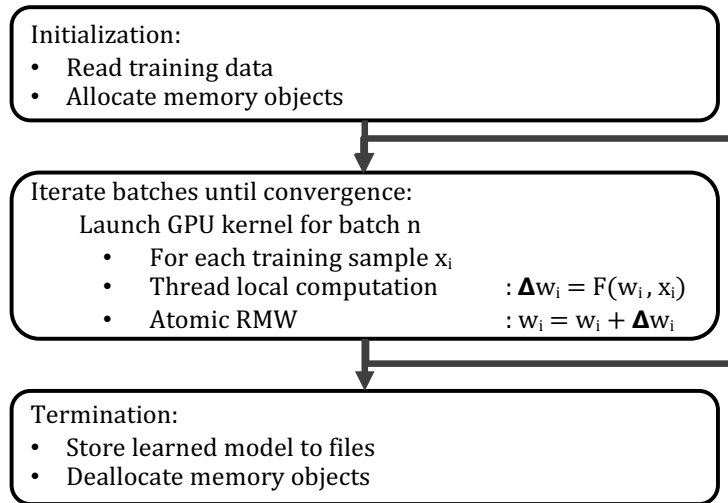 Initialization:
• Read training data
• Allocate memory objects
Iterate batches until convergence:
Launch GPU kernel for batch n
• For each training sample xᵢ
• Thread local computation : Δwᵢ = F(wᵢ, xᵢ)
• Atomic RMW : wᵢ = wᵢ + Δwᵢ
Termination:
• Store learned model to files
• Deallocate memory objects